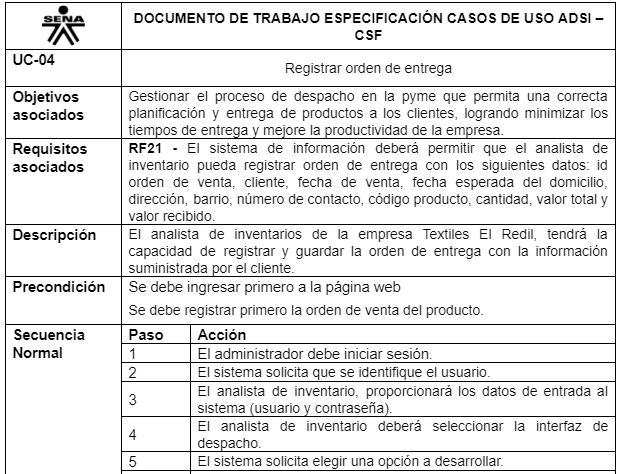 SENA
DOCUMENTO DE TRABAJO ESPECIFICACIÓN CASOS DE USO ADSI –
CSF
UC-04
Registrar orden de entrega
Objetivos
asociados
Gestionar el proceso de despacho en la pyme que permita una correcta
planificación y entrega de productos a los clientes, logrando minimizar los
tiempos de entrega y mejore la productividad de la empresa.
Requisitos
asociados
RF21 - El sistema de información deberá permitir que el analista de
inventario pueda registrar orden de entrega con los siguientes datos: id
orden de venta, cliente, fecha de venta, fecha esperada del domicilio,
dirección, barrio, número de contacto, código producto, cantidad, valor total y
valor recibido.
Descripción
El analista de inventarios de la empresa Textiles El Redil, tendrá la
capacidad de registrar y guardar la orden de entrega con la información
suministrada por el cliente.
Precondición
Se debe ingresar primero a la página web
Se debe registrar primero la orden de venta del producto.
Secuencia
Normal
Paso Acción
1 El administrador debe iniciar sesión.
2 El sistema solicita que se identifique el usuario.
3 El analista de inventario, proporcionará los datos de entrada al
sistema (usuario y contraseña).
4 El analista de inventario deberá seleccionar la interfaz de
despacho.
5 El sistema solicita elegir una opción a desarrollar.